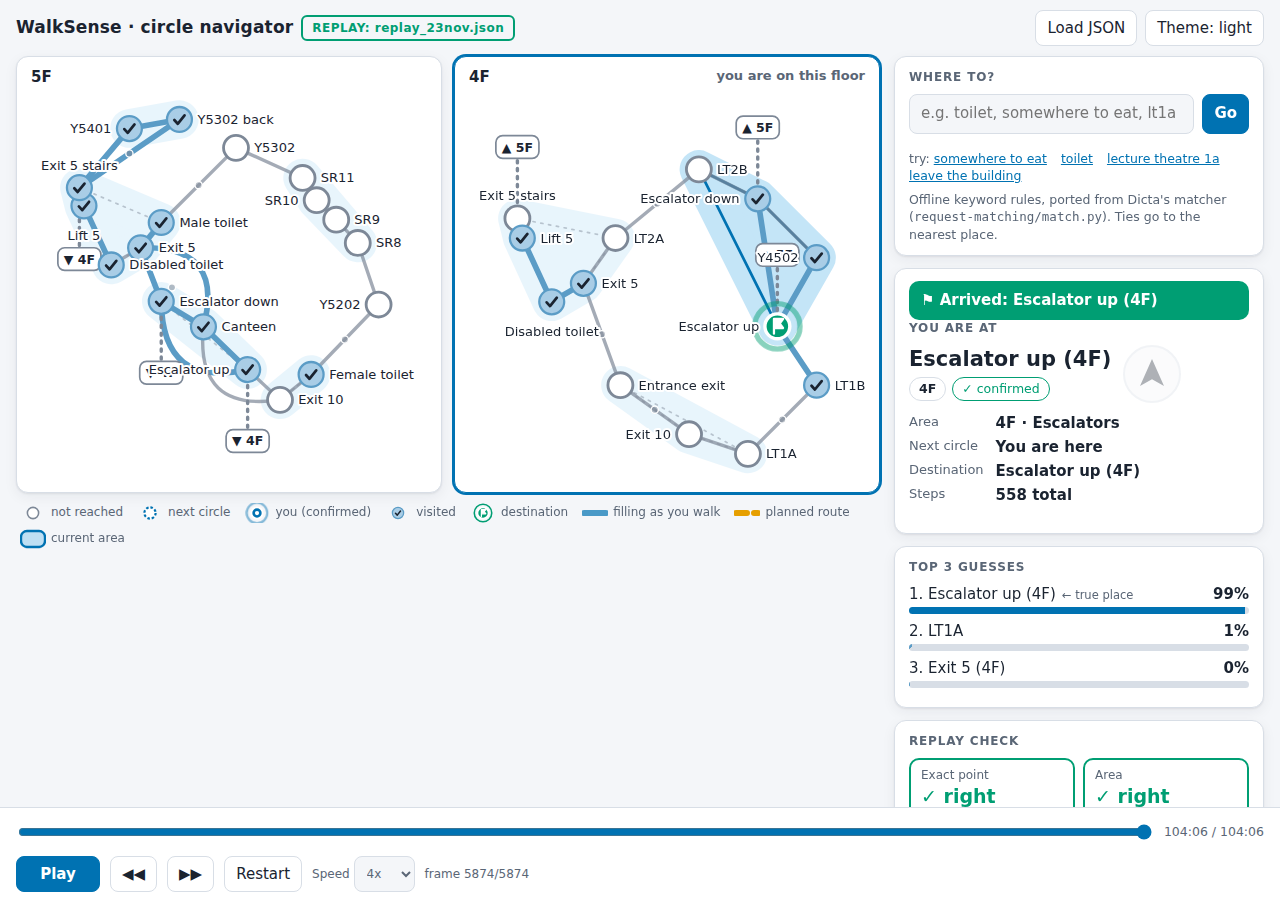 WalkSense · circle navigator
REPLAY: replay_23nov.json
Load JSON
Theme: light
5F
Y5401
Y5302 back
Y5302
Exit 5 stairs
SR11
SR10
SR9
SR8
Male toilet
Lift 5
Exit 5
▼ 4F
Disabled toilet
Escalator down
Y5202
Canteen
Escalator up
Female toilet
Exit 10
▼ 4F
4F
you are on this floor
▲ 5F
▲ 5F
LT2B
Exit 5 stairs
Escalator down
Lift 5
LT2A
Y4502
Exit 5
Disabled toilet
Escalator up
Entrance exit
LT1B
Exit 10
LT1A
not reached
next circle
you (confirmed)
visited
destination
filling as you walk
planned route
current area
WHERE TO?
e.g. toilet, somewhere to eat, lt1a
Go
try: somewhere to eat toilet lecture theatre 1a
leave the building
Offline keyword rules, ported from Dicta's matcher
(request-matching/match.py). Ties go to the
nearest place.
⚑ Arrived: Escalator up (4F)
YOU ARE AT
Escalator up (4F)
4F
✓ confirmed
Area 4F · Escalators
Next circle You are here
Destination Escalator up (4F)
Steps 558 total
TOP 3 GUESSES
1. Escalator up (4F) ← true place 99%
2. LT1A 1%
3. Exit 5 (4F) 0%
REPLAY CHECK
Exact point
✓ right
Area
✓ right
104:06 / 104:06
Play
◀◀
▶▶
Restart
Speed
4x
frame 5874/5874